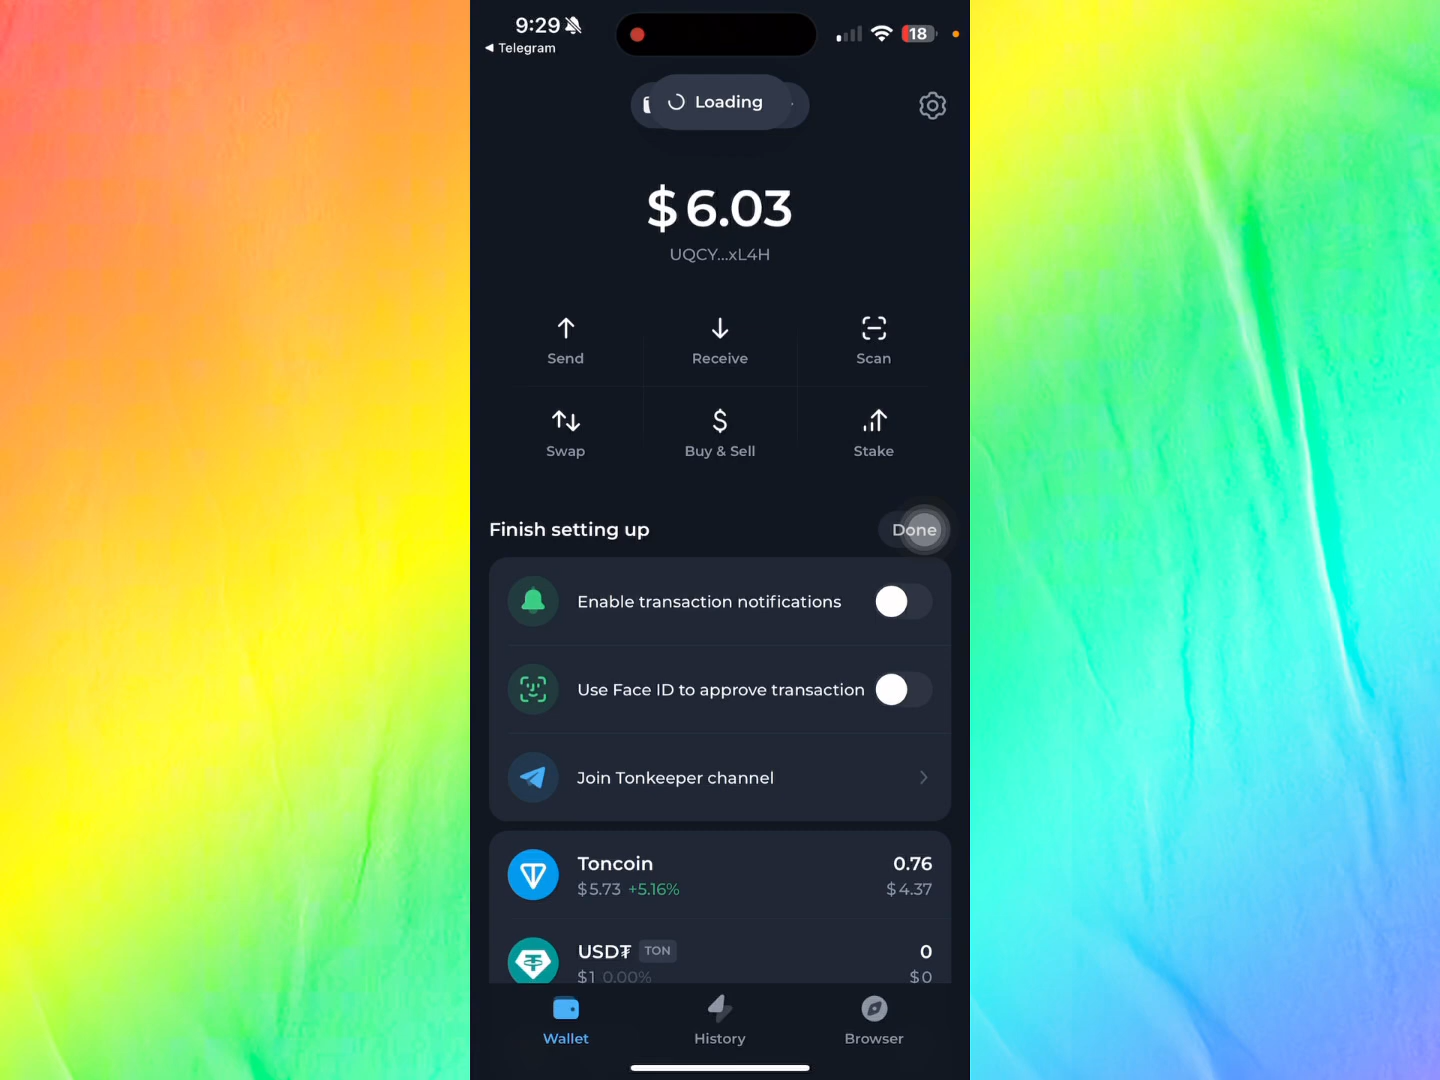 9:29
18
Telegram
Loading
$6.03
UQCY...xL4H
Send
Receive
Scan
Swap
Buy & Sell
Stake
Finish setting up
Done
Enable transaction notifications
Use Face ID to approve transaction
Join Tonkeeper channel
Toncoin
0.76
$5.73 +5.16%
$4.37
USD₮ TON
0
$1 0.00%
$0
Wallet
History
Browser